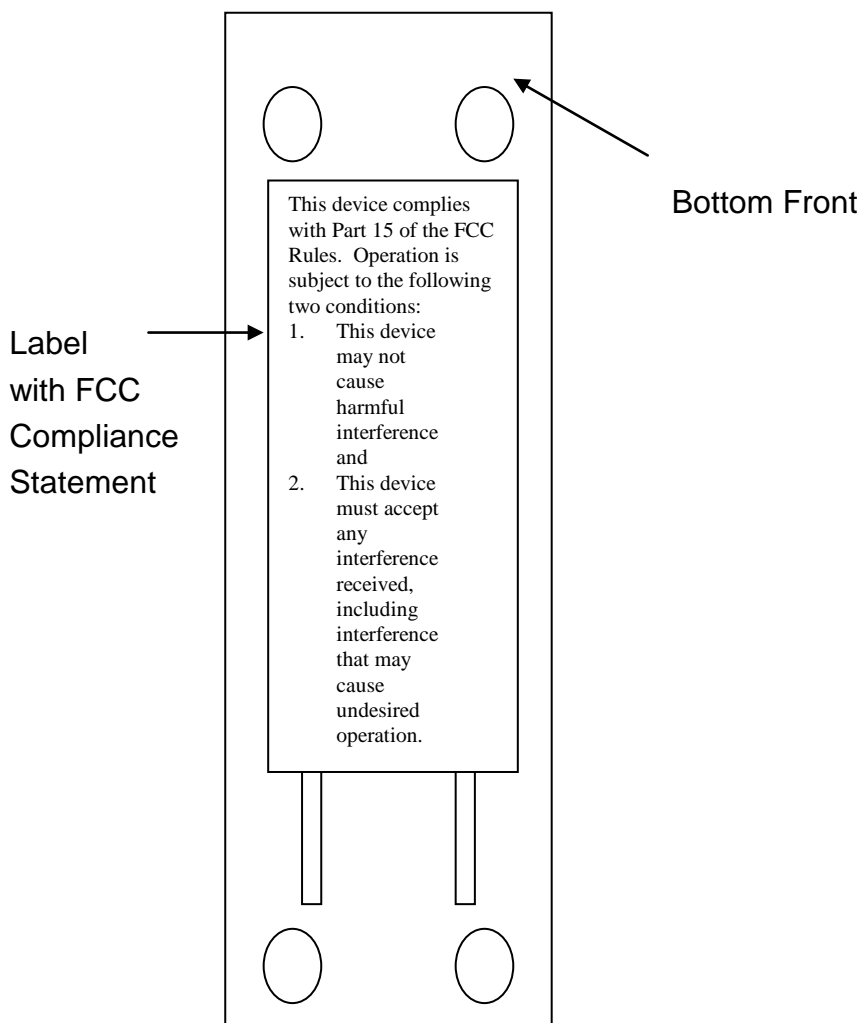 Bottom Front
Label
with FCC
Compliance
Statement
This device complies
with Part 15 of the FCC
Rules.  Operation is
subject to the following
two conditions:
1. This device
may not
cause
harmful
interference
and
2. This device
must accept
any
interference
received,
including
interference
that may
cause
undesired
operation.